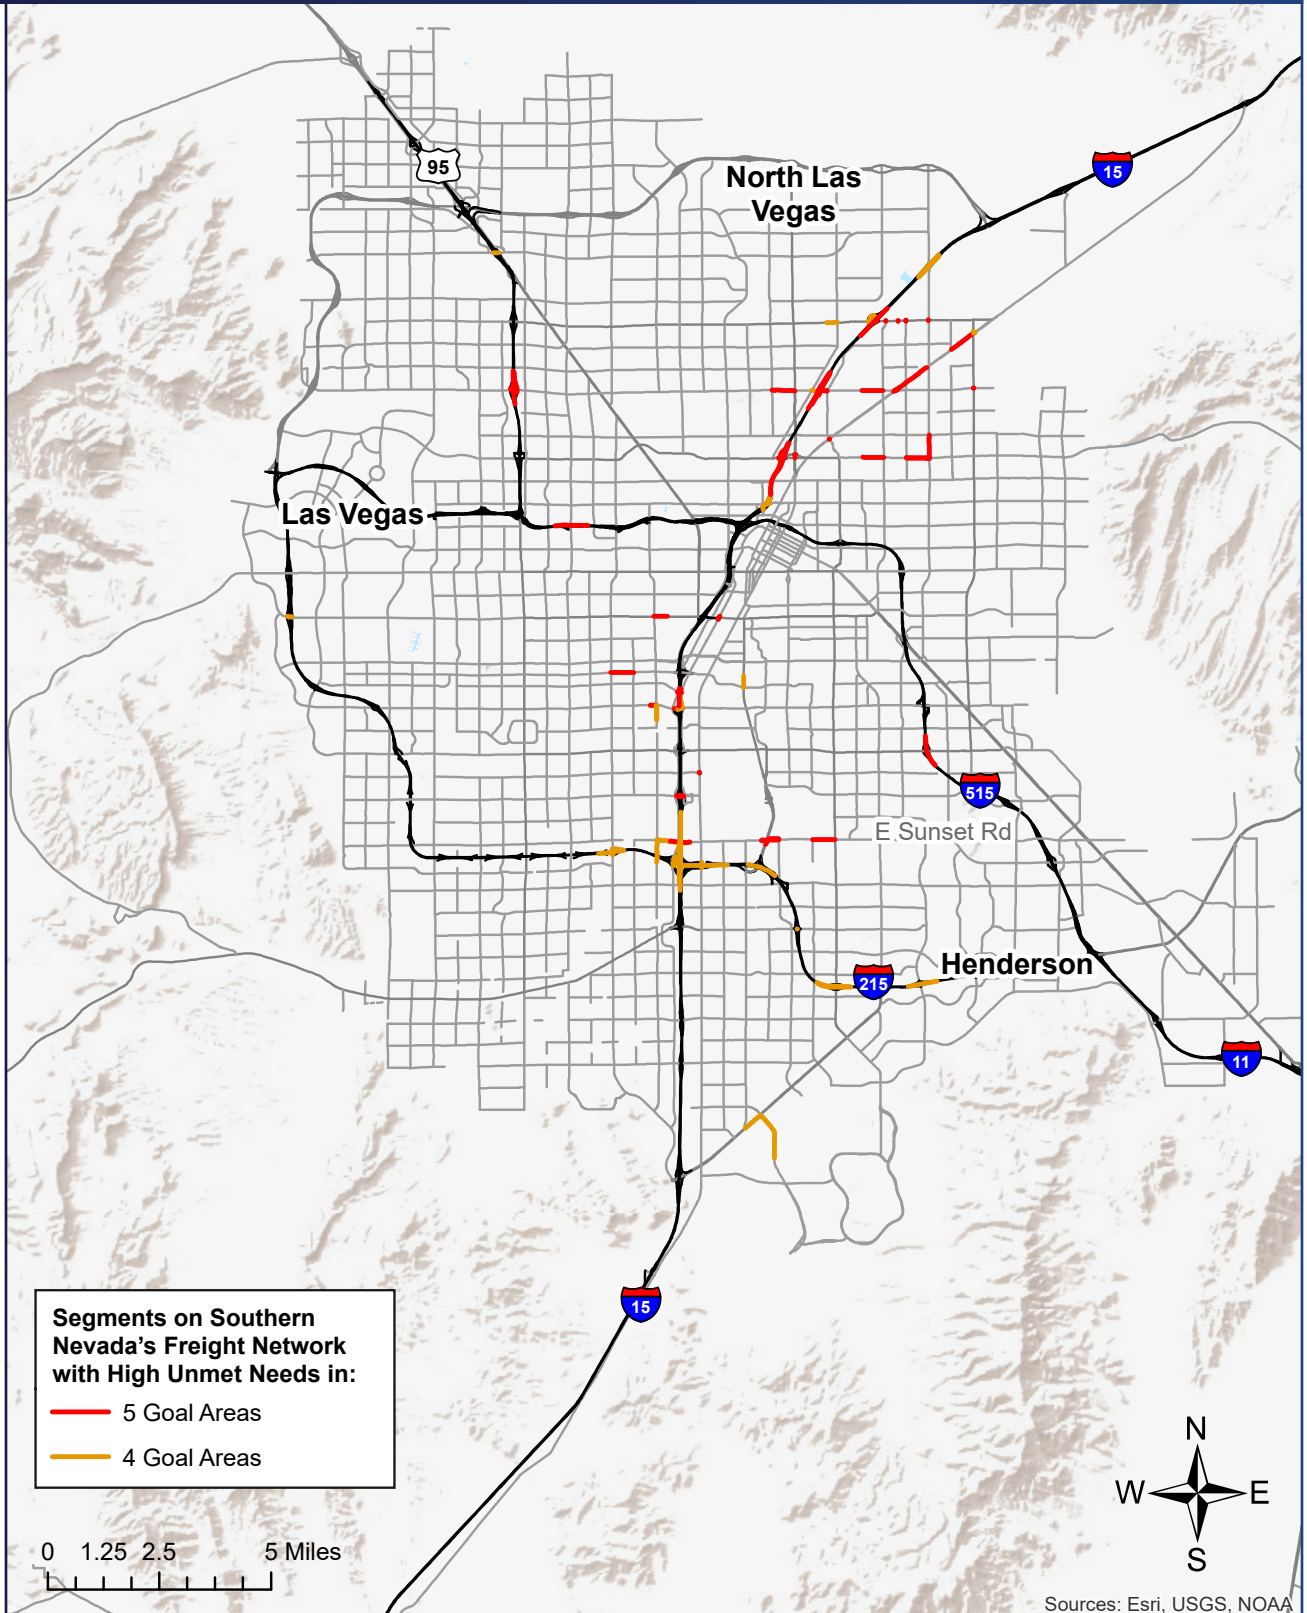 95
15
North Las
Vegas
Las Vegas
515
E Sunset Rd
Henderson
215
11
15
Segments on Southern
Nevada's Freight Network
with High Unmet Needs in:
5 Goal Areas
4 Goal Areas
N
W E
S
0 1.25 2.5 5 Miles
Sources: Esri, USGS, NOAA